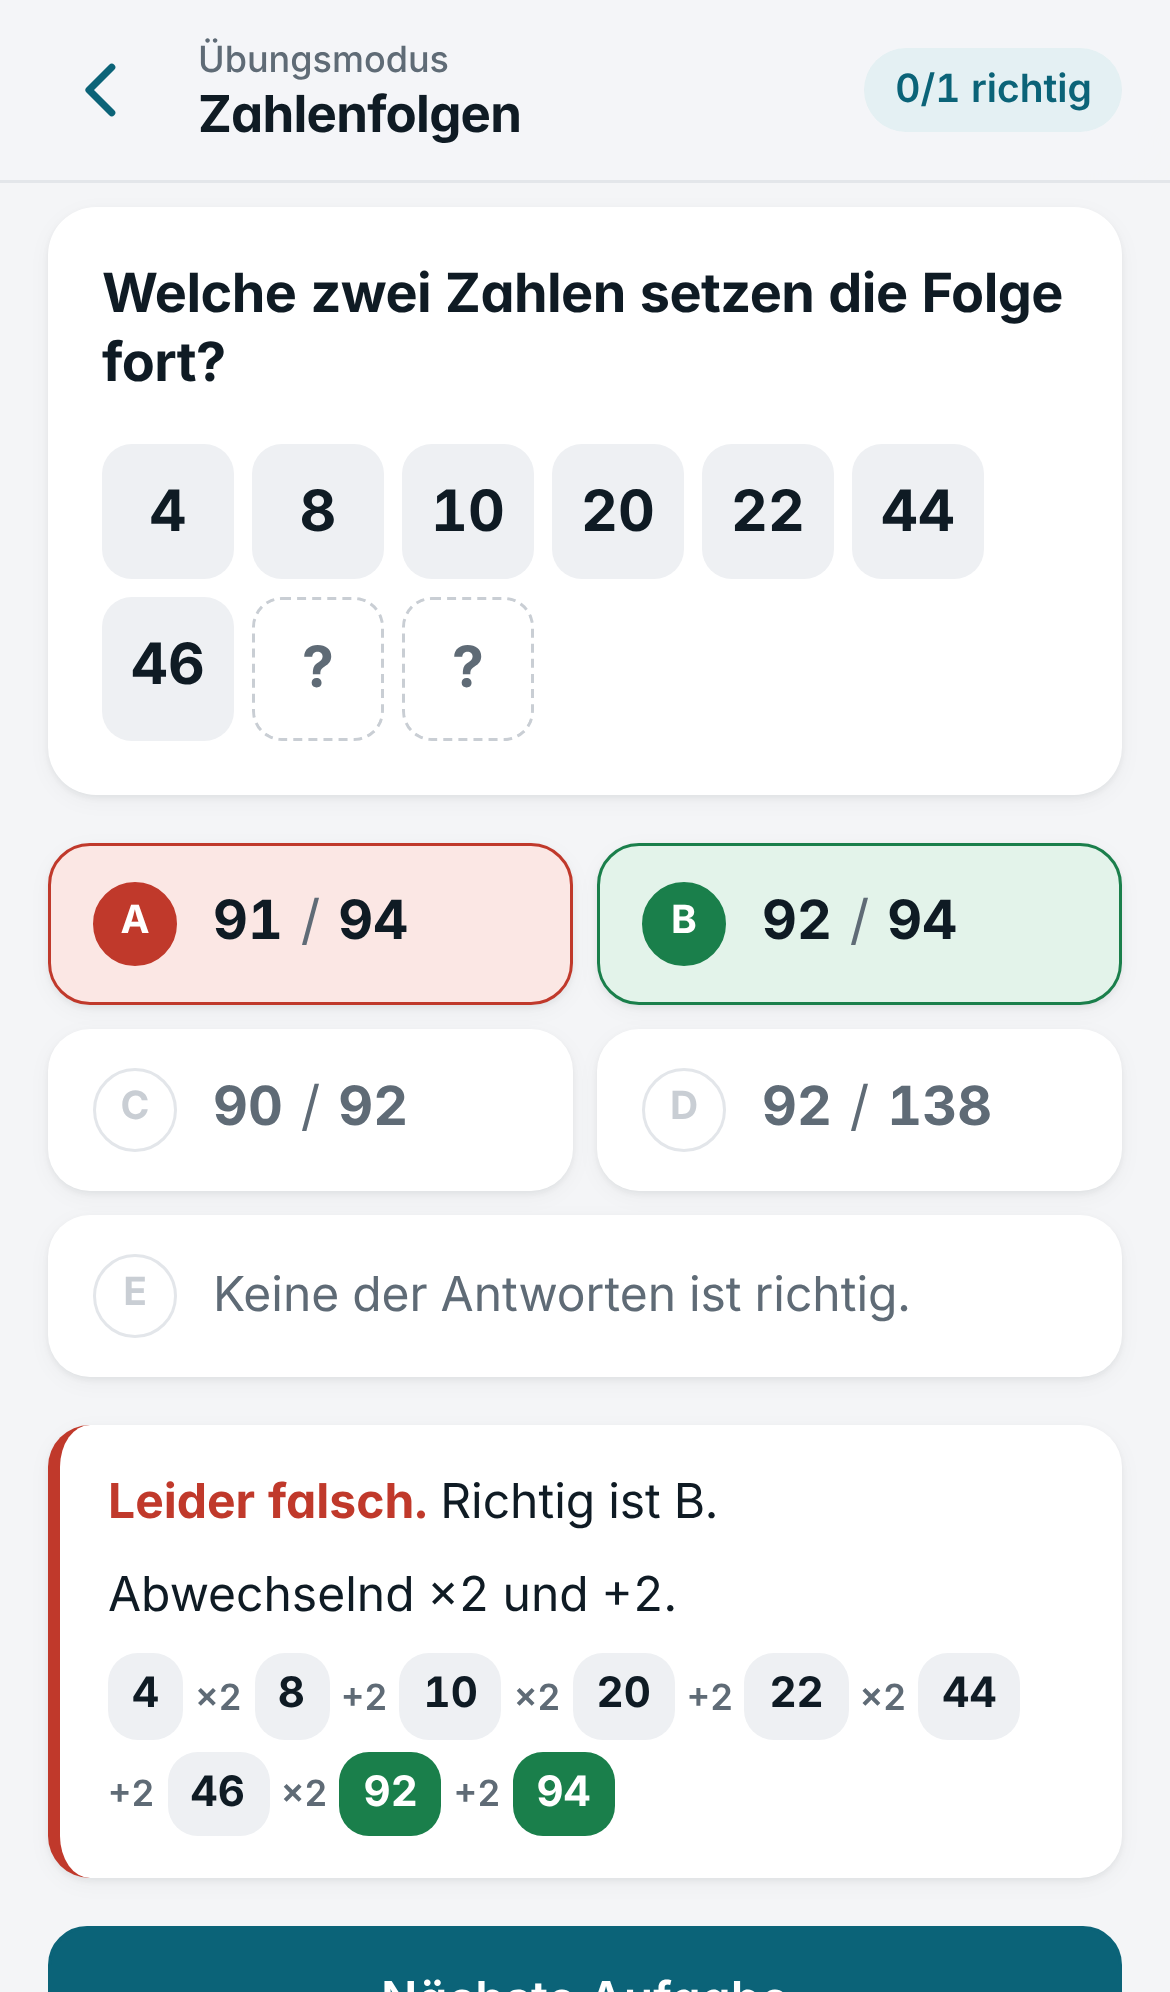 Übungsmodus
Zahlenfolgen
0/1 richtig
Welche zwei Zahlen setzen die Folge
fort?
4 8 10 20 22 44
46 ? ?
A 91 / 94
B 92 / 94
C 90 / 92
D 92 / 138
E Keine der Antworten ist richtig.
Leider falsch. Richtig ist B.
Abwechselnd ×2 und +2.
4 ×2 8 +2 10 ×2 20 +2 22 ×2 44
+2 46 ×2 92 +2 94
Nächste Aufgabe